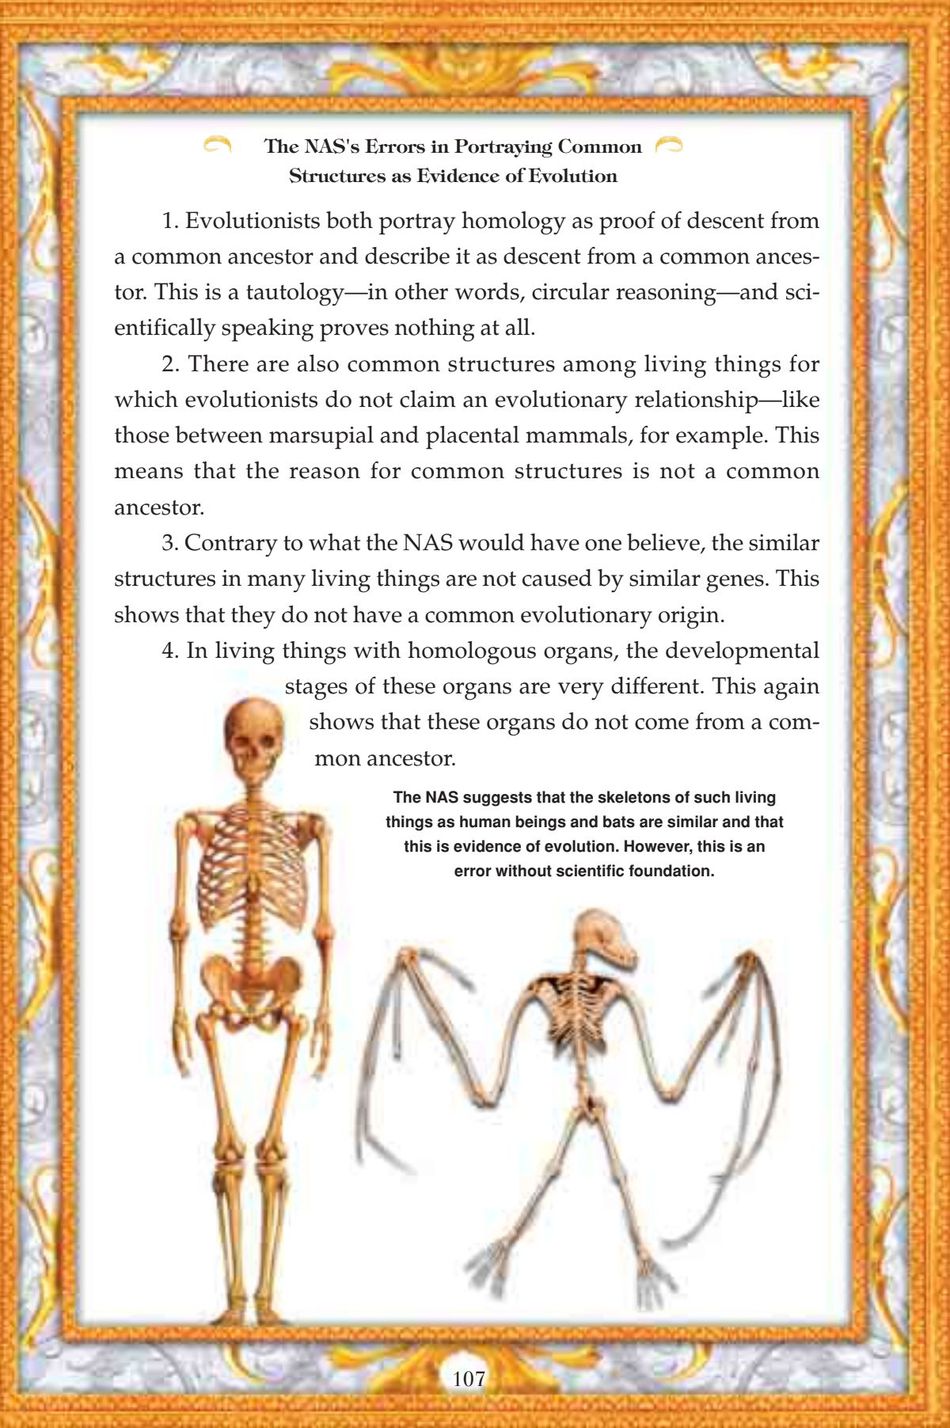 The NAS's Errors in Portraying Common
Structures as Evidence of Evolution
1. Evolutionists both portray homology as proof of descent from
a common ancestor and describe it as descent from a common ances-
tor. This is a tautology—in other words, circular reasoning—and sci-
entifically speaking proves nothing at all.
2. There are also common structures among living things for
which evolutionists do not claim an evolutionary relationship—like
those between marsupial and placental mammals, for example. This
means that the reason for common structures is not a common
ancestor.
3. Contrary to what the NAS would have one believe, the similar
structures in many living things are not caused by similar genes. This
shows that they do not have a common evolutionary origin.
4. In living things with homologous organs, the developmental
stages of these organs are very different. This again
shows that these organs do not come from a com-
mon ancestor.
The NAS suggests that the skeletons of such living
things as human beings and bats are similar and that
this is evidence of evolution. However, this is an
error without scientific foundation.
107